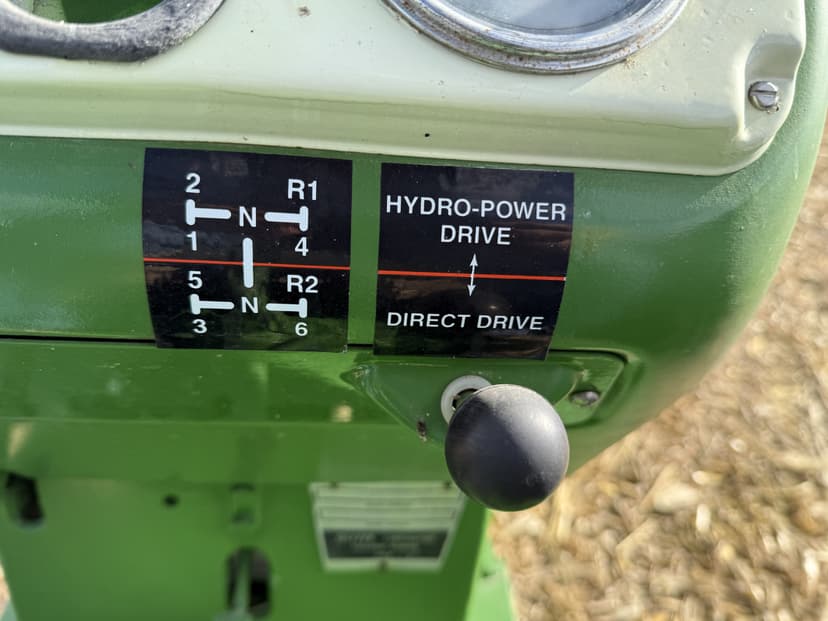 2 R1
N
1 4
5 R2
N
3 6
HYDRO-POWER
DRIVE
DIRECT DRIVE